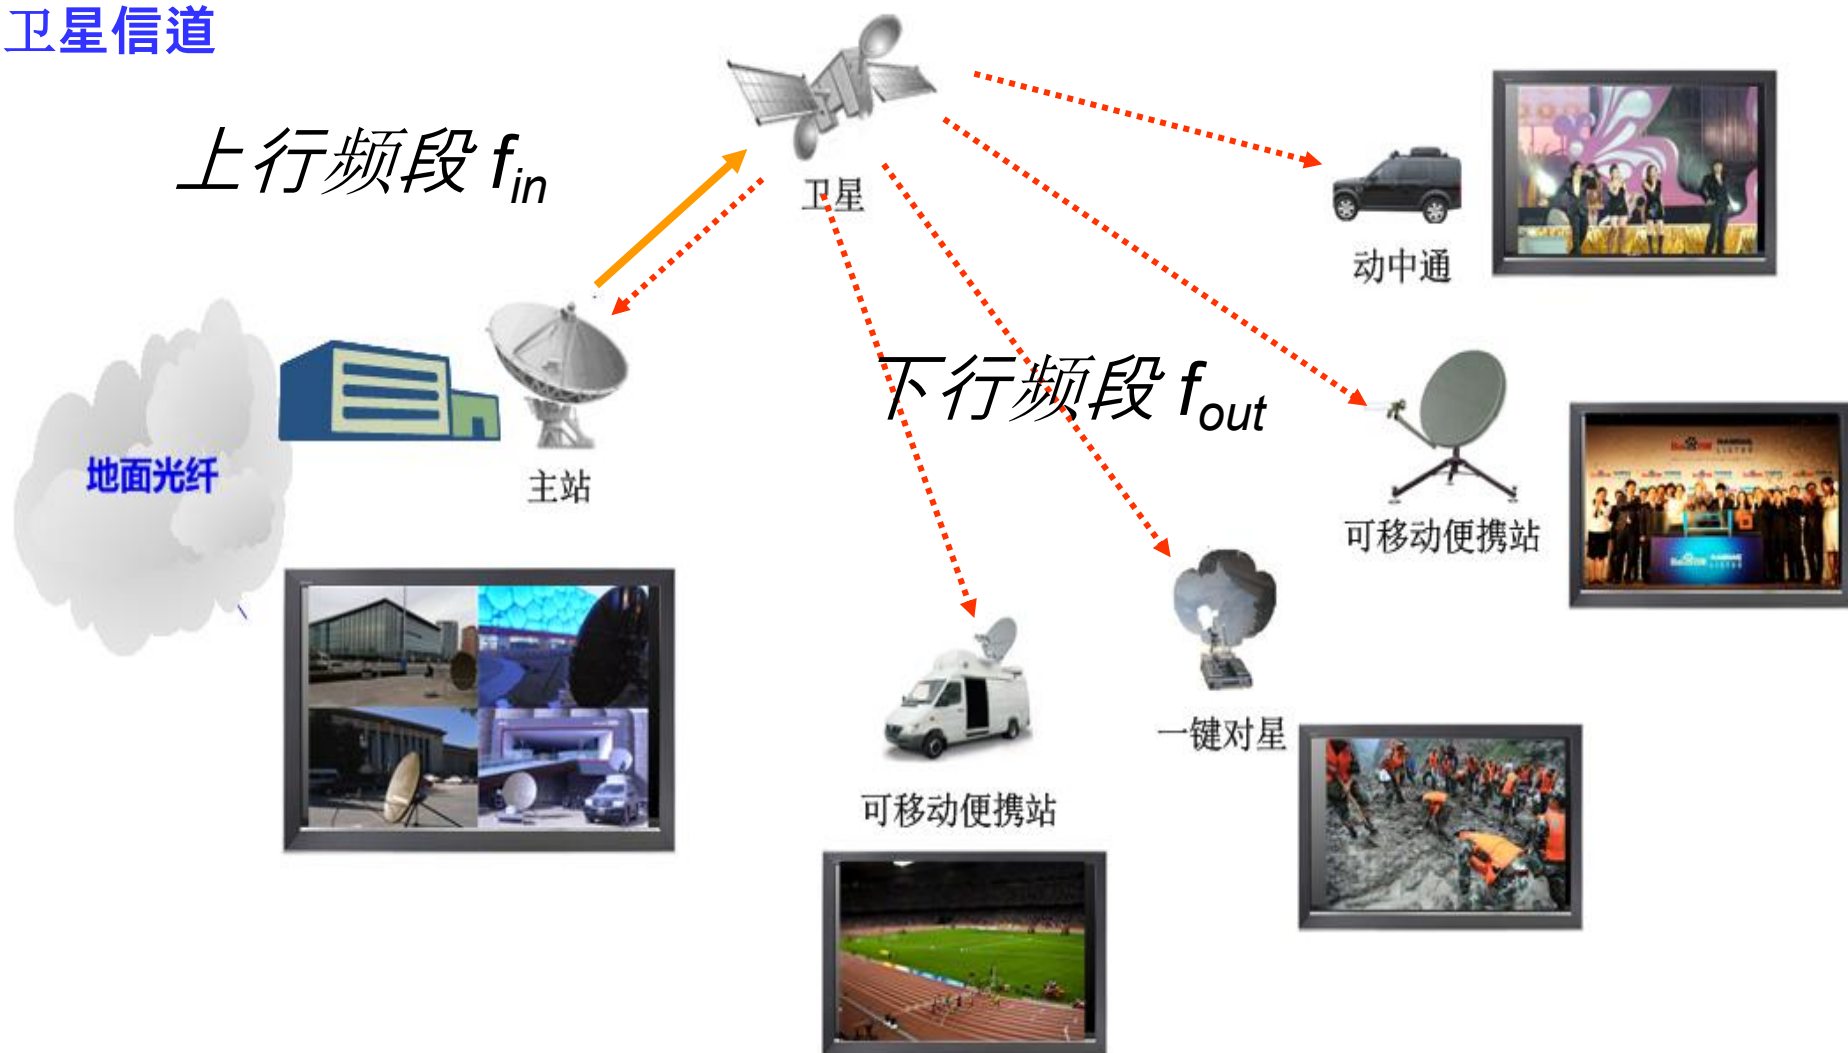 卫星信道
上行频段 fin
卫星
动中通
下行频段 fout
地面光纤
主站
可移动便携站
一键对星
可移动便携站